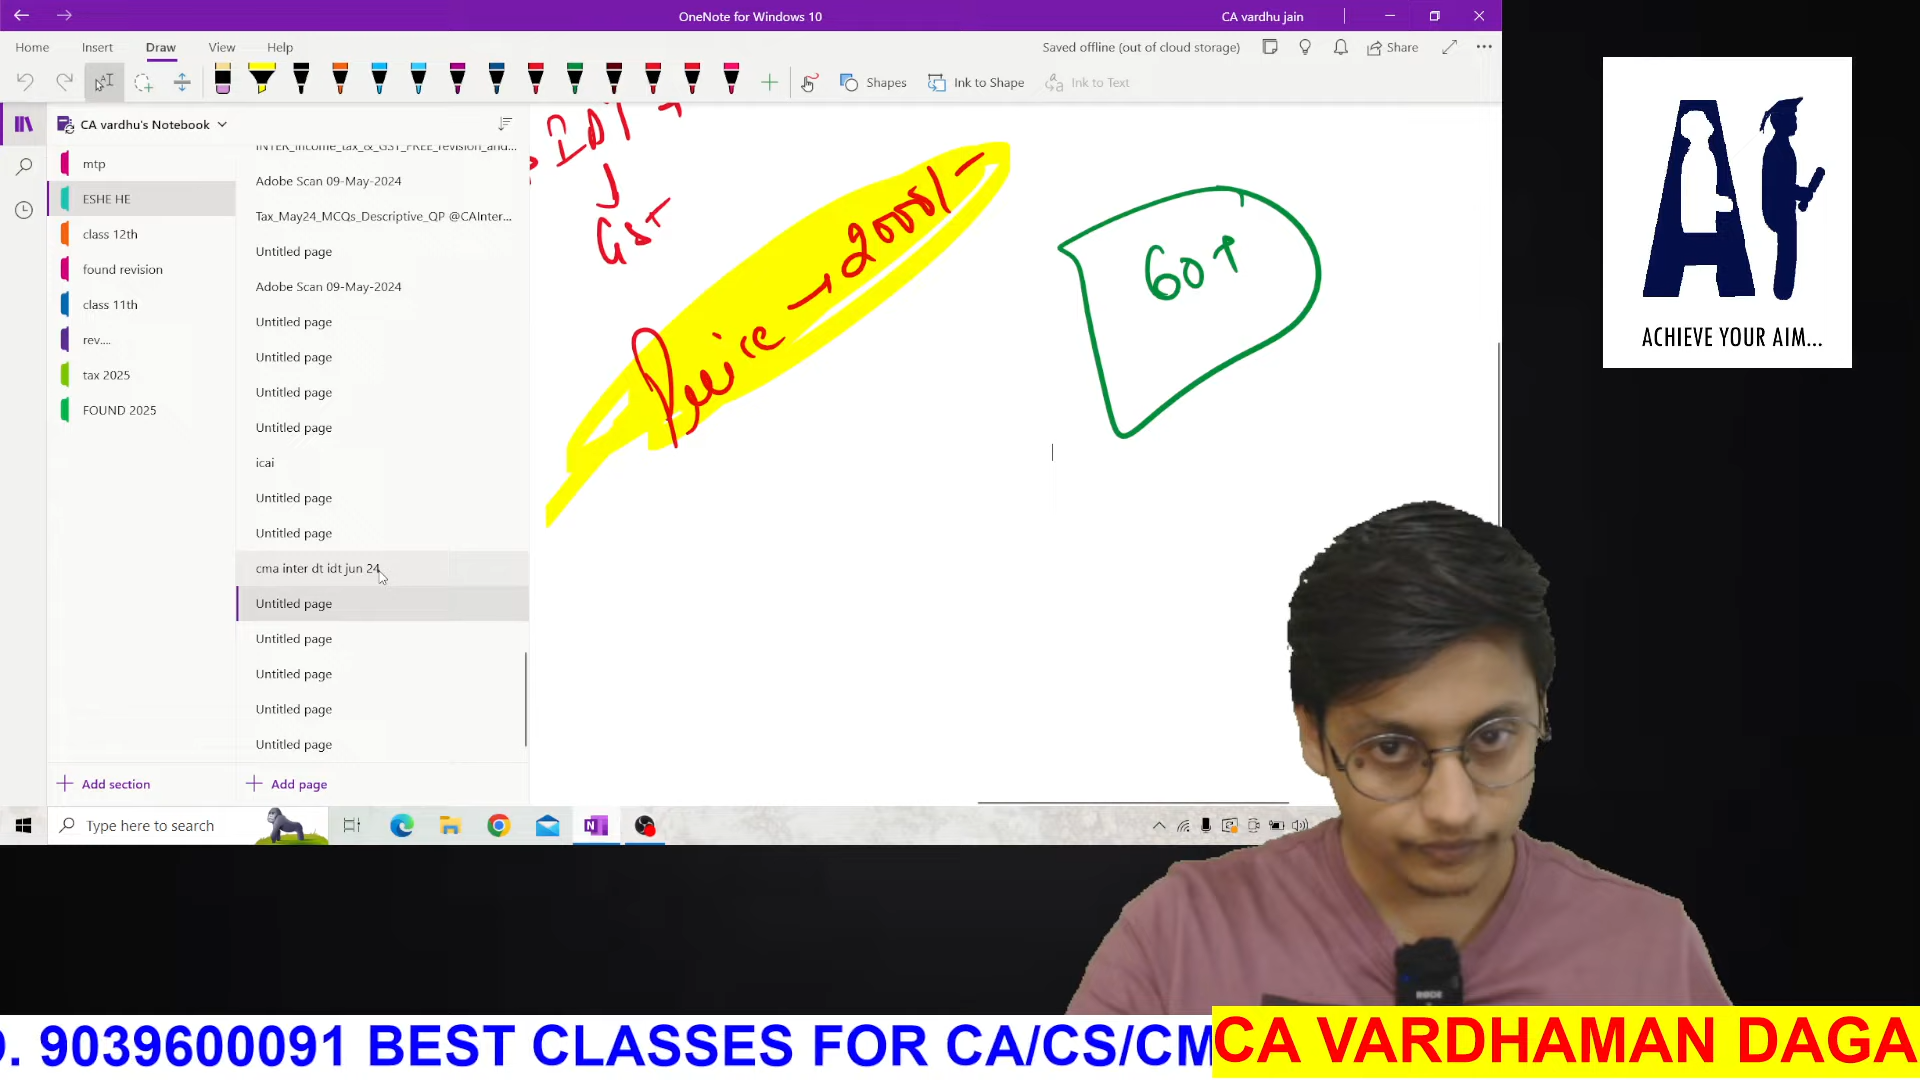 OneNote for Windows 10
CA vardhu jain
Home Insert Draw View Help
Saved offline (out of cloud storage)
Share
Shapes
Ink to Shape
Ink to Text
CA vardhu's Notebook
mtp
ESHE HE
class 12th
found revision
class 11th
rev....
tax 2025
FOUND 2025
Add section
INTER_Income_tax_&_GST_FREE_revision_and...
Adobe Scan 09-May-2024
Tax_May24_MCQs_Descriptive_QP @CAInter...
Untitled page
Adobe Scan 09-May-2024
Untitled page
Untitled page
Untitled page
Untitled page
icai
Untitled page
Untitled page
cma inter dt idt jun 24
Untitled page
Untitled page
Untitled page
Untitled page
Untitled page
Add page
IDT +
GST
2000/-
60+
ACHIEVE YOUR AIM...
Type here to search
RODE
O. 9039600091 BEST CLASSES FOR CA/CS/CM
CA VARDHAMAN DAGA